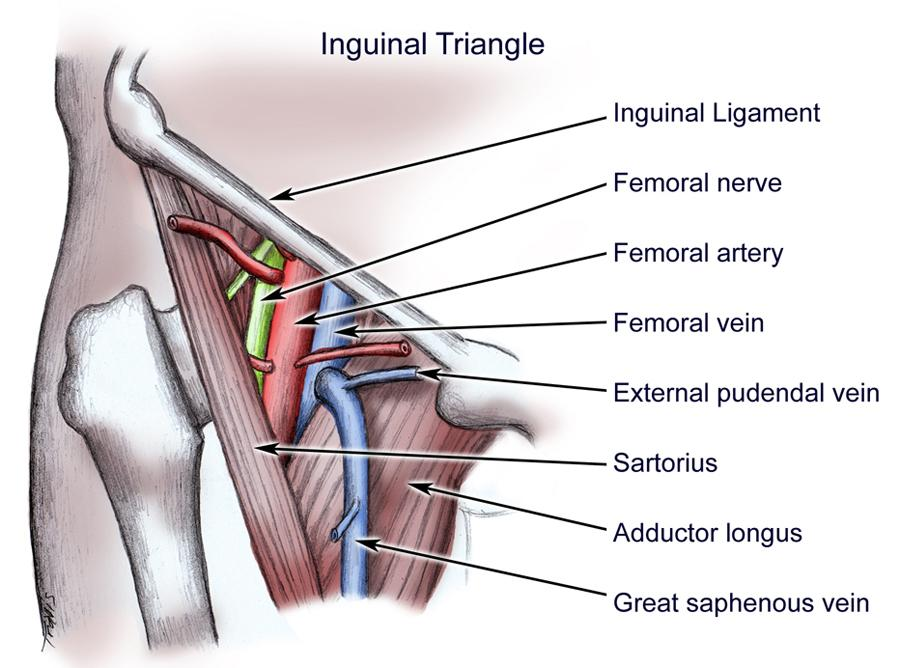 Inguinal Triangle
Inguinal Ligament
Femoral nerve
Femoral artery
Femoral vein
External pudendal vein
Sartorius
Adductor longus
Great saphenous vein